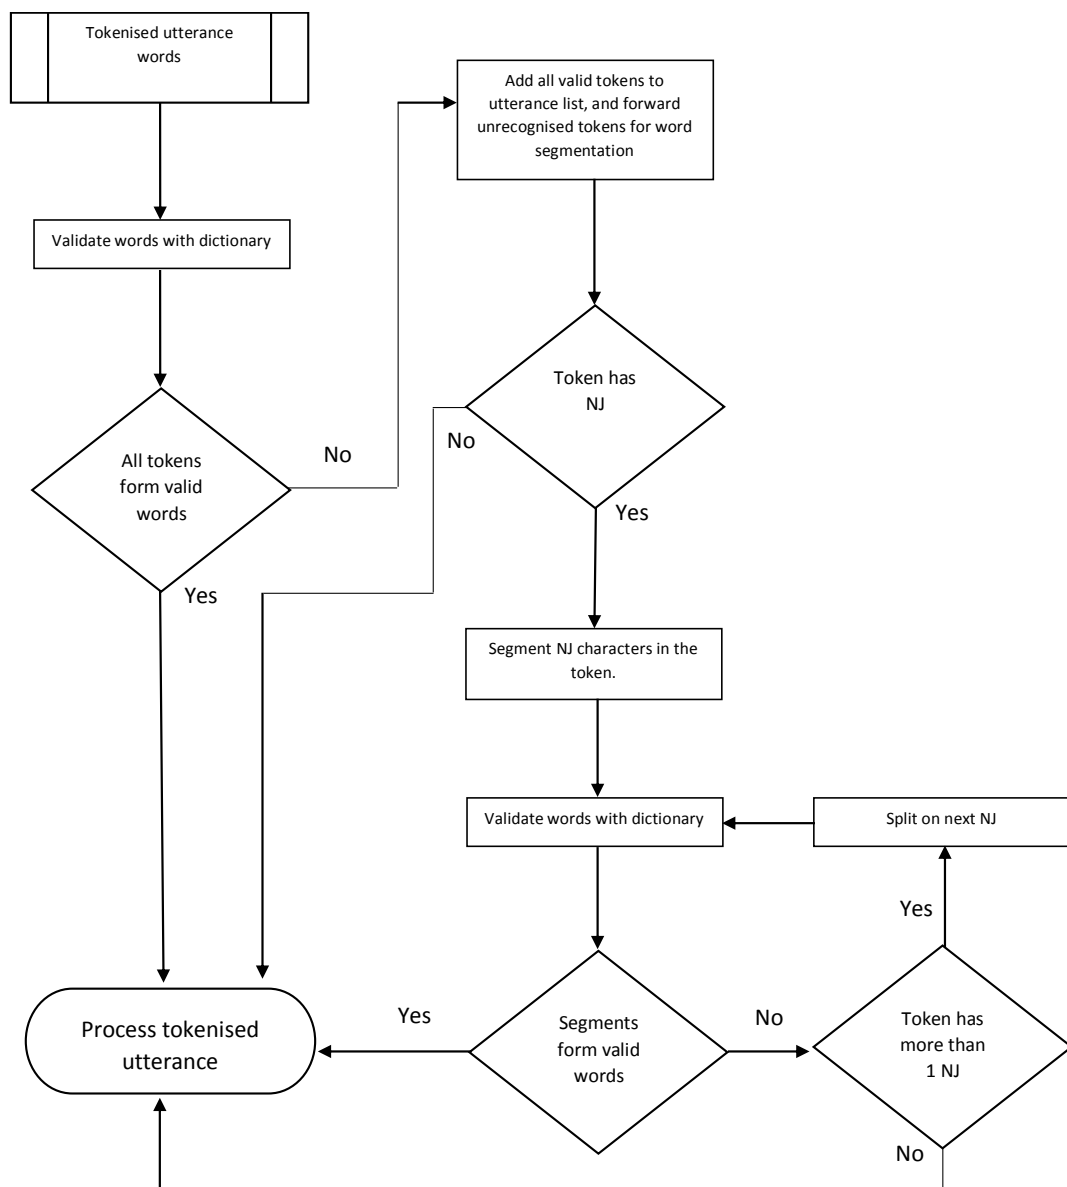 Tokenised utterance
words
Add all valid tokens to
utterance list, and forward
unrecognised tokens for word
segmentation
Validate words with dictionary
Token has
NJ
No
No
All tokens
form valid
words
Yes
Yes
Segment NJ characters in the
token.
Validate words with dictionary
Split on next NJ
Yes
Process tokenised
utterance
Yes
Segments
form valid
words
No
Token has
more than
1 NJ
No